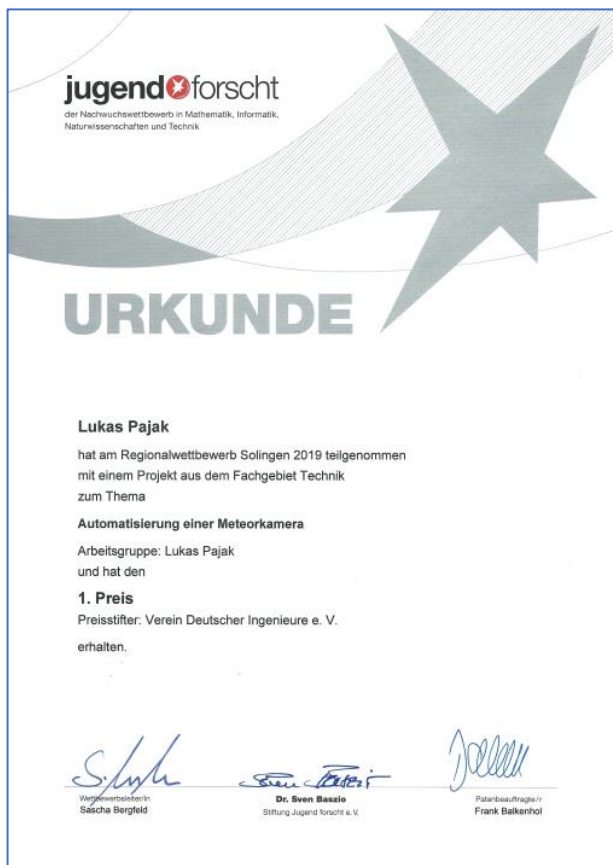 jugend forscht
der Nachwuchswettbewerb in Mathematik, Informatik,
Naturwissenschaften und Technik
URKUNDE
Lukas Pajak
hat am Regionalwettbewerb Solingen 2019 teilgenommen
mit einem Projekt aus dem Fachgebiet Technik
zum Thema
Automatisierung einer Meteorkamera
Arbeitsgruppe: Lukas Pajak
und hat den
1. Preis
Preisstifter: Verein Deutscher Ingenieure e. V.
erhalten.
Wettbewerbsleiter/in
Sascha Bergfeld
Dr. Sven Baszio
Stiftung Jugend forscht e. V.
Patenbeauftragte/r
Frank Balkenhol